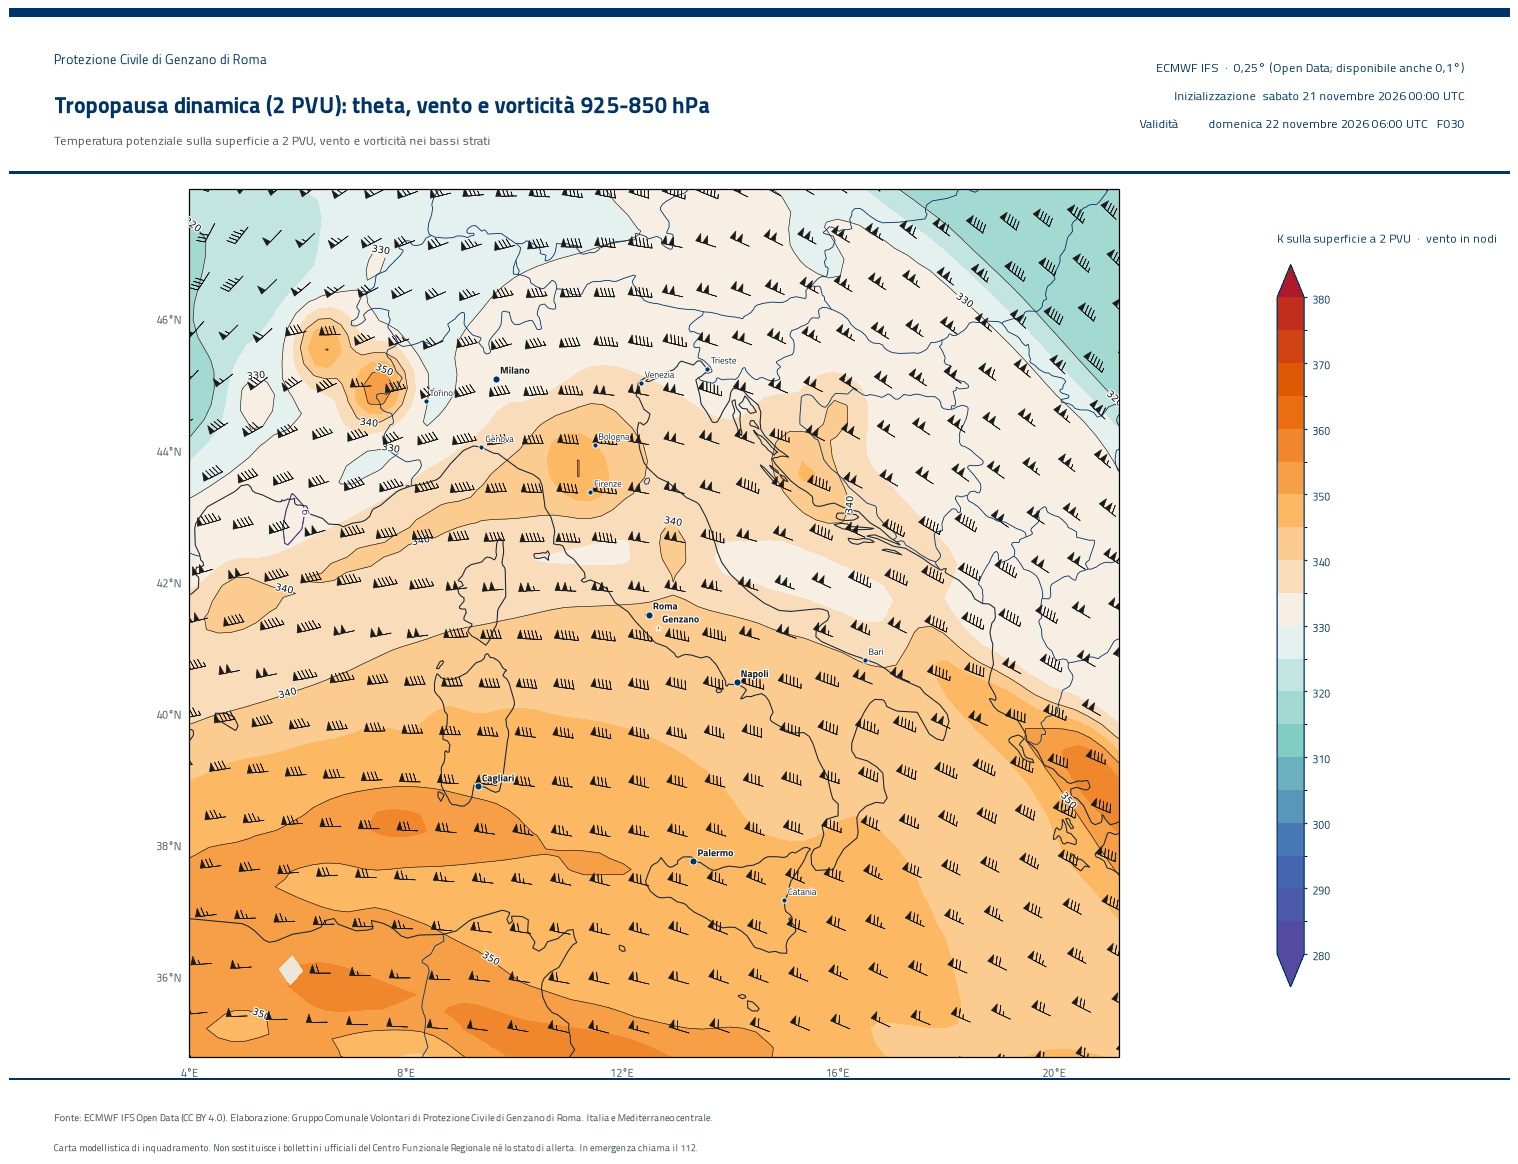 Protezione Civile di Genzano di Roma
Tropopausa dinamica (2 PVU): theta, vento e vorticità 925-850 hPa
Temperatura potenziale sulla superficie a 2 PVU, vento e vorticità nei bassi strati
ECMWF IFS · 0,25° (Open Data; disponibile anche 0,1°)
Inizializzazione sabato 21 novembre 2026 00:00 UTC
Validità domenica 22 novembre 2026 06:00 UTC F030
K sulla superficie a 2 PVU · vento in nodi
380
370
360
350
340
330
320
310
300
290
280
46°N
44°N
42°N
40°N
38°N
36°N
4°E
8°E
12°E
16°E
20°E
330
330
320
350
Trieste
Venezia
Milano
330
Torino
340
Genova
Bologna
330
Firenze
340
340
340
340
Roma
Genzano
Bari
Napoli
340
Cagliari
350
Palermo
Catania
350
350
Fonte: ECMWF IFS Open Data (CC BY 4.0). Elaborazione: Gruppo Comunale Volontari di Protezione Civile di Genzano di Roma. Italia e Mediterraneo centrale.
Carta modellistica di inquadramento. Non sostituisce i bollettini ufficiali del Centro Funzionale Regionale né lo stato di allerta. In emergenza chiama il 112.